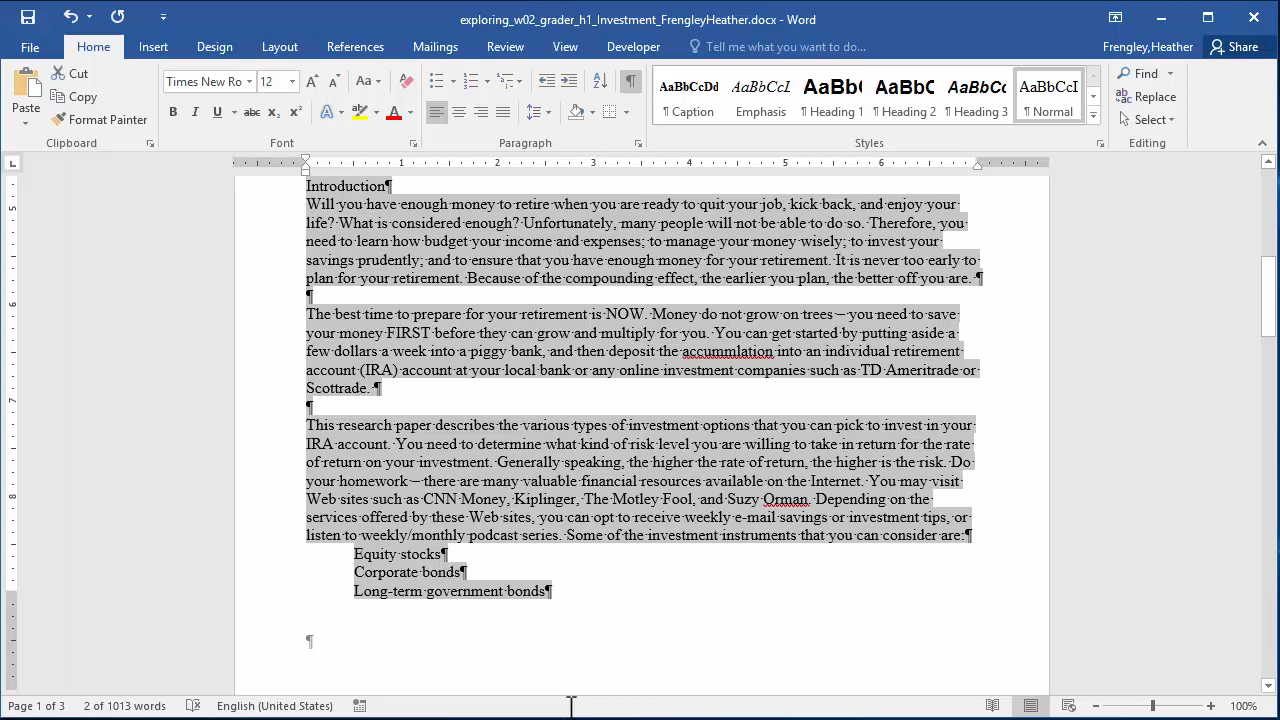 exploring_w02_grader_h1_Investment_FrengleyHeather.docx - Word
File Home Insert Design Layout References Mailings Review View Developer Tell me what you want to do... Frengley,Heather Share
Paste Cut Copy Format Painter
Times New Ro 12 Aa
B I U abc x₂ x² A ab A
AaBbCcDd AaBbCcI AaBb( AaBbC AaBbCc AaBbCcI
¶ Caption Emphasis ¶ Heading 1 ¶ Heading 2 ¶ Heading 3 ¶ Normal
Find Replace Select
Clipboard Font Paragraph Styles Editing
1 2 3 4 5 6
5 6 7 8
Introduction¶
Will you have enough money to retire when you are ready to quit your job, kick back, and enjoy your
life? What is considered enough? Unfortunately, many people will not be able to do so. Therefore, you
need to learn how budget your income and expenses; to manage your money wisely; to invest your
savings prudently; and to ensure that you have enough money for your retirement. It is never too early to
plan for your retirement. Because of the compounding effect, the earlier you plan, the better off you are. ¶
¶
The best time to prepare for your retirement is NOW. Money do not grow on trees – you need to save
your money FIRST before they can grow and multiply for you. You can get started by putting aside a
few dollars a week into a piggy bank, and then deposit the accummlation into an individual retirement
account (IRA) account at your local bank or any online investment companies such as TD Ameritrade or
Scottrade. ¶
¶
This research paper describes the various types of investment options that you can pick to invest in your
IRA account. You need to determine what kind of risk level you are willing to take in return for the rate
of return on your investment. Generally speaking, the higher the rate of return, the higher is the risk. Do
your homework – there are many valuable financial resources available on the Internet. You may visit
Web sites such as CNN Money, Kiplinger, The Motley Fool, and Suzy Orman. Depending on the
services offered by these Web sites, you can opt to receive weekly e-mail savings or investment tips, or
listen to weekly/monthly podcast series. Some of the investment instruments that you can consider are:¶
Equity stocks¶
Corporate bonds¶
Long-term government bonds¶
¶
Page 1 of 3 2 of 1013 words English (United States) 100%